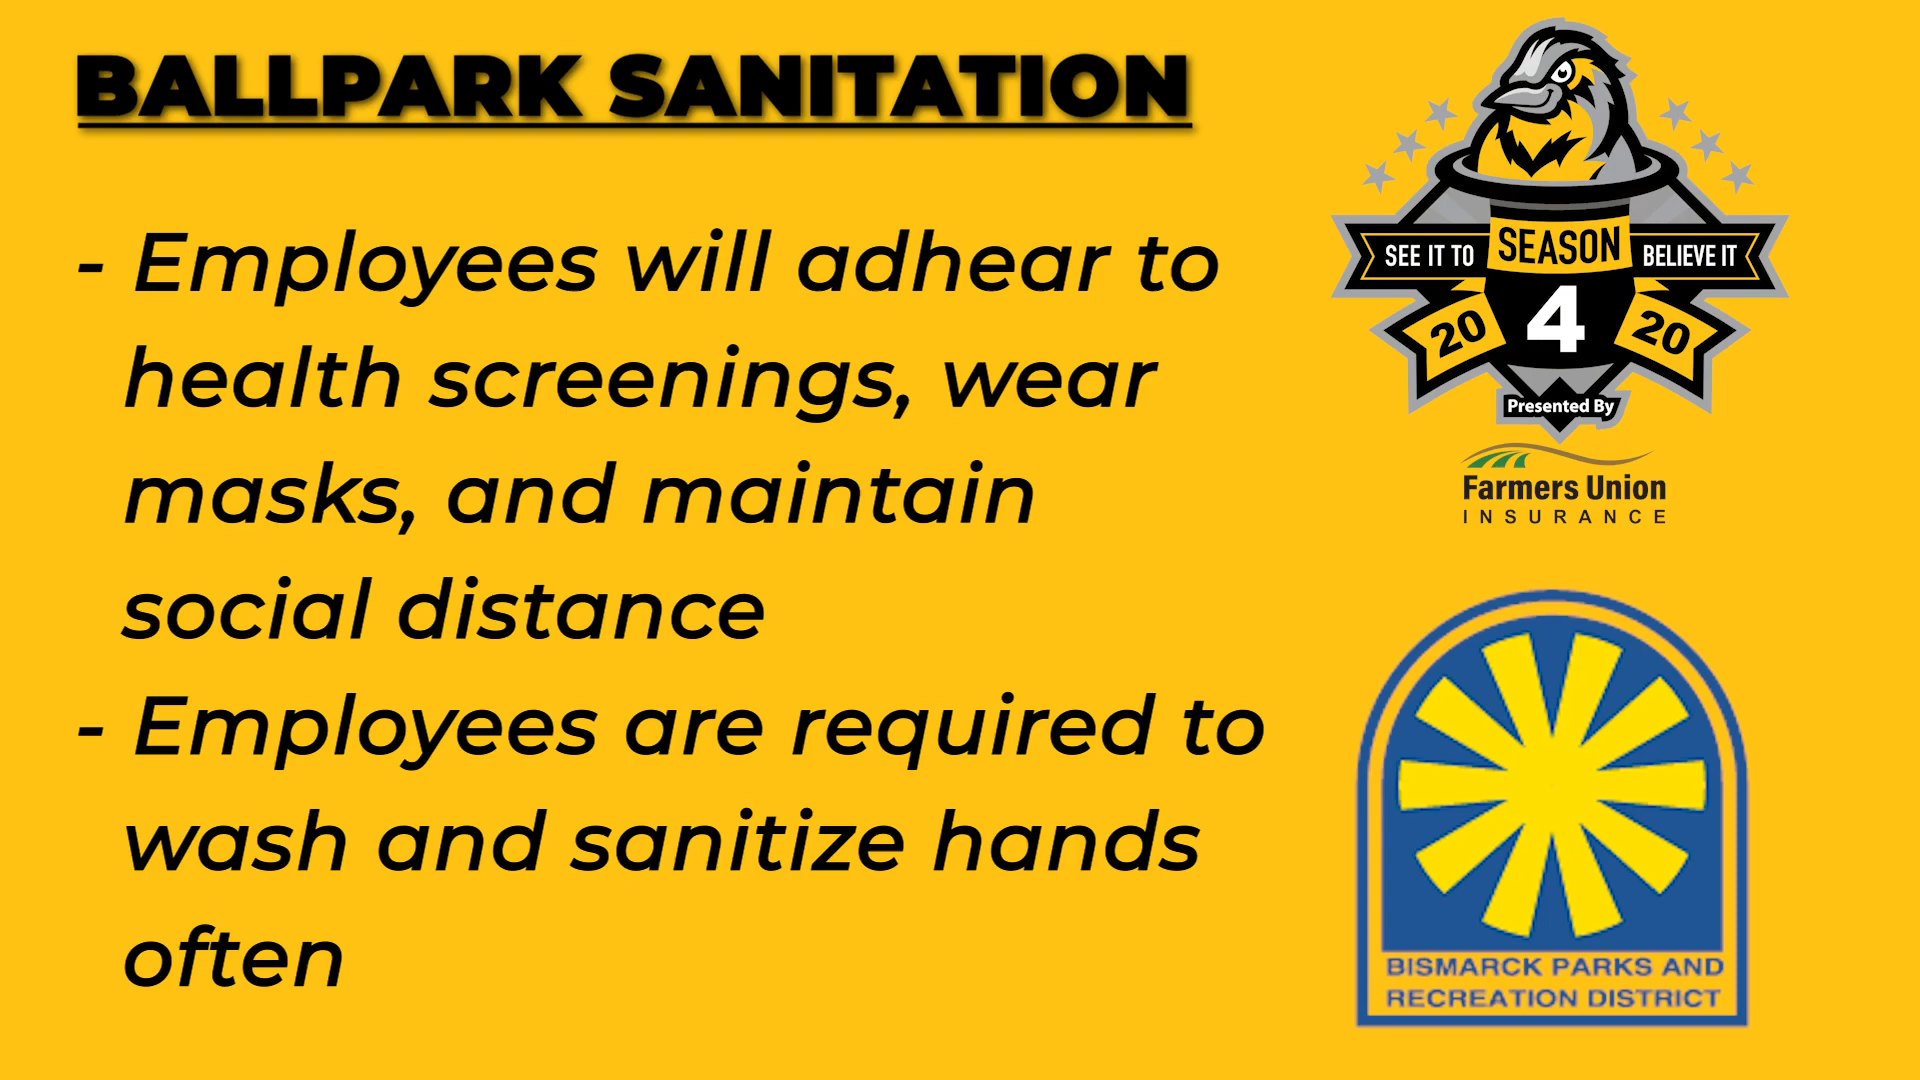 BALLPARK SANITATION
- Employees will adhear to
health screenings, wear
masks, and maintain
social distance
- Employees are required to
wash and sanitize hands
often
SEE IT TO SEASON BELIEVE IT
20 4 20
Presented By
Farmers Union
INSURANCE
BISMARCK PARKS AND
RECREATION DISTRICT